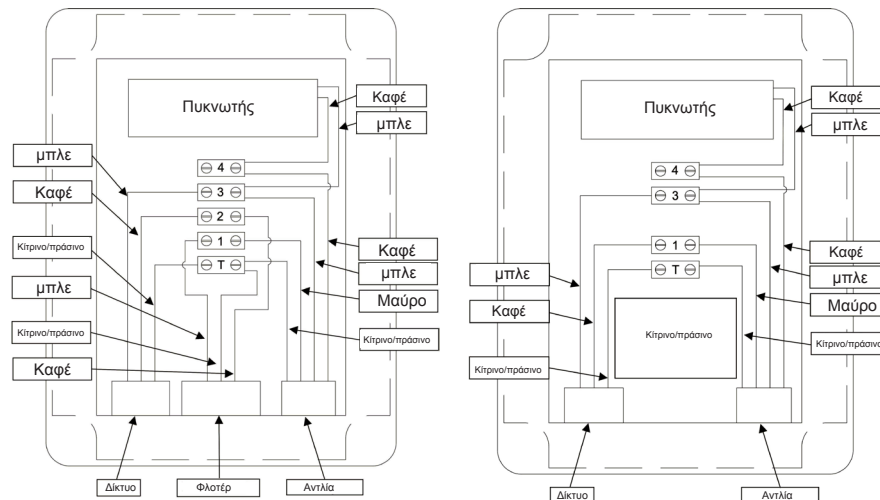 Πυκνωτής
Καφέ
μπλε
4
3
2
1
T
μπλε
Καφέ
Κίτρινο/πράσινο
μπλε
Κίτρινο/πράσινο
Καφέ
Καφέ
μπλε
Μαύρο
Κίτρινο/πράσινο
Δίκτυο
Φλοτέρ
Αντλία
Πυκνωτής
Καφέ
μπλε
4
3
1
T
μπλε
Καφέ
Κίτρινο/πράσινο
Κίτρινο/πράσινο
Καφέ
μπλε
Μαύρο
Κίτρινο/πράσινο
Δίκτυο
Αντλία